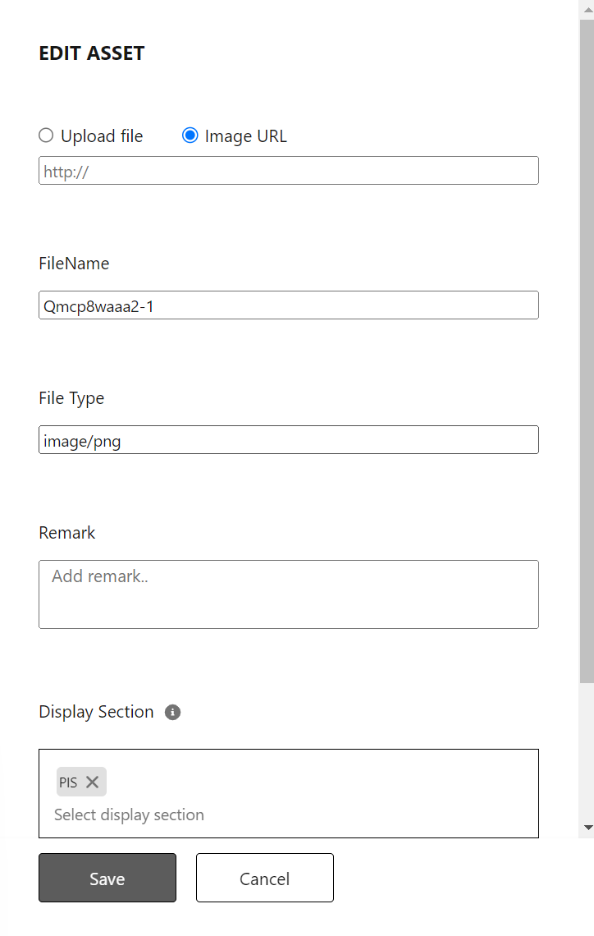 EDIT ASSET
Upload file Image URL
http://
FileName
Qmcp8waaa2-1
File Type
image/png
Remark
Add remark..
Display Section
PIS
Select display section
Save Cancel